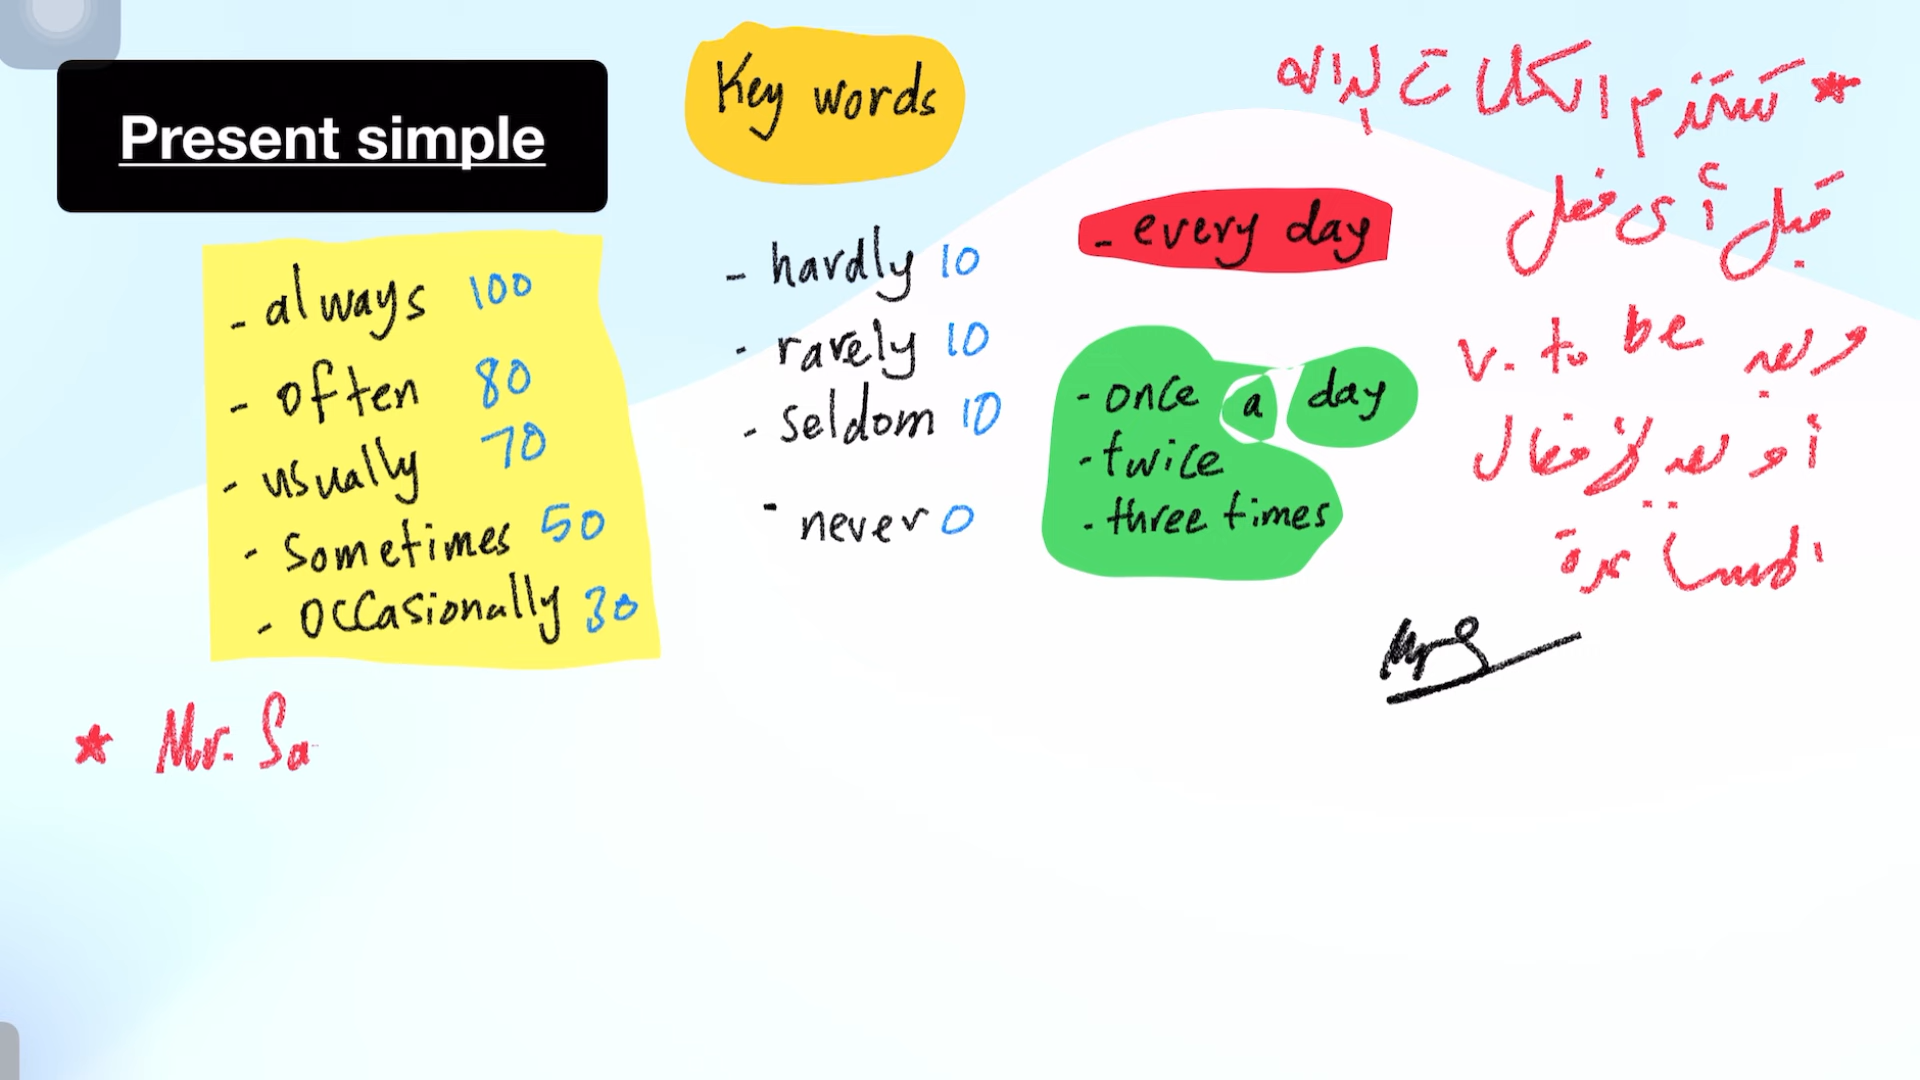 Present simple
Key words
- always 100
- often 80
- usually 70
- Sometimes 50
- occasionally 30
- hardly 10
- rarely 10
- seldom 10
- never 0
- every day
- once a day
- twice
- three times
* تستخدم الكلمات الداله
قبل أي فعل
وبعد v. to be
أو بعد الأفعال
المساعدة
* Mr. Sa